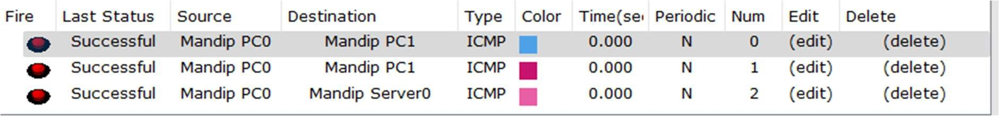 Fire Last Status Source Destination Type Color Time(sec Periodic Num Edit Delete
Successful Mandip PC0 Mandip PC1 ICMP 0.000 N 0 (edit) (delete)
Successful Mandip PC0 Mandip PC1 ICMP 0.000 N 1 (edit) (delete)
Successful Mandip PC0 Mandip Server0 ICMP 0.000 N 2 (edit) (delete)